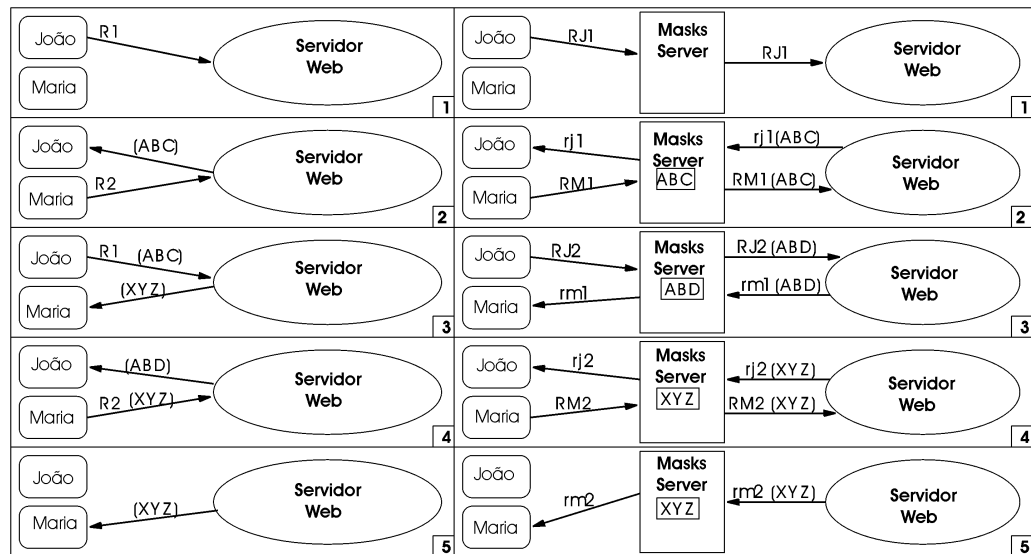 João
R1
Maria
Servidor
Web
1
João
RJ1
Maria
Masks
Server
RJ1
Servidor
Web
1
João
(ABC)
Maria
R2
Servidor
Web
2
João
rj1
Maria
RM1
Masks
Server
ABC
rj1(ABC)
RM1(ABC)
Servidor
Web
2
João
R1 (ABC)
(XYZ)
Maria
Servidor
Web
3
João
RJ2
Maria
rm1
Masks
Server
ABD
RJ2 (ABD)
rm1 (ABD)
Servidor
Web
3
João
(ABD)
Maria
R2 (XYZ)
Servidor
Web
4
João
rj2
Maria
RM2
Masks
Server
XYZ
rj2 (XYZ)
RM2 (XYZ)
Servidor
Web
4
João
Maria
(XYZ)
Servidor
Web
5
João
Maria
rm2
Masks
Server
XYZ
rm2 (XYZ)
Servidor
Web
5